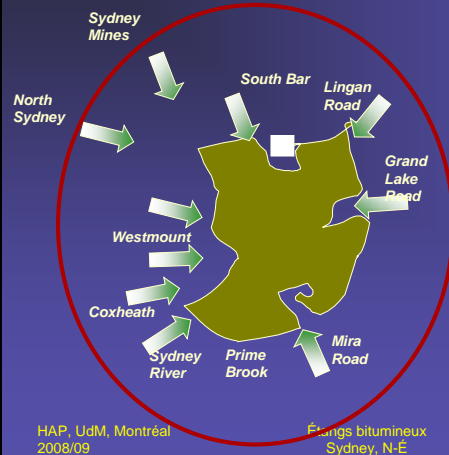 Sydney
Mines
South Bar
Lingan
Road
North
Sydney
Grand
Lake
Road
Westmount
Coxheath
Sydney
River
Prime
Brook
Mira
Road
HAP, UdM, Montréal
2008/09
Étangs bitumineux
Sydney, N-É